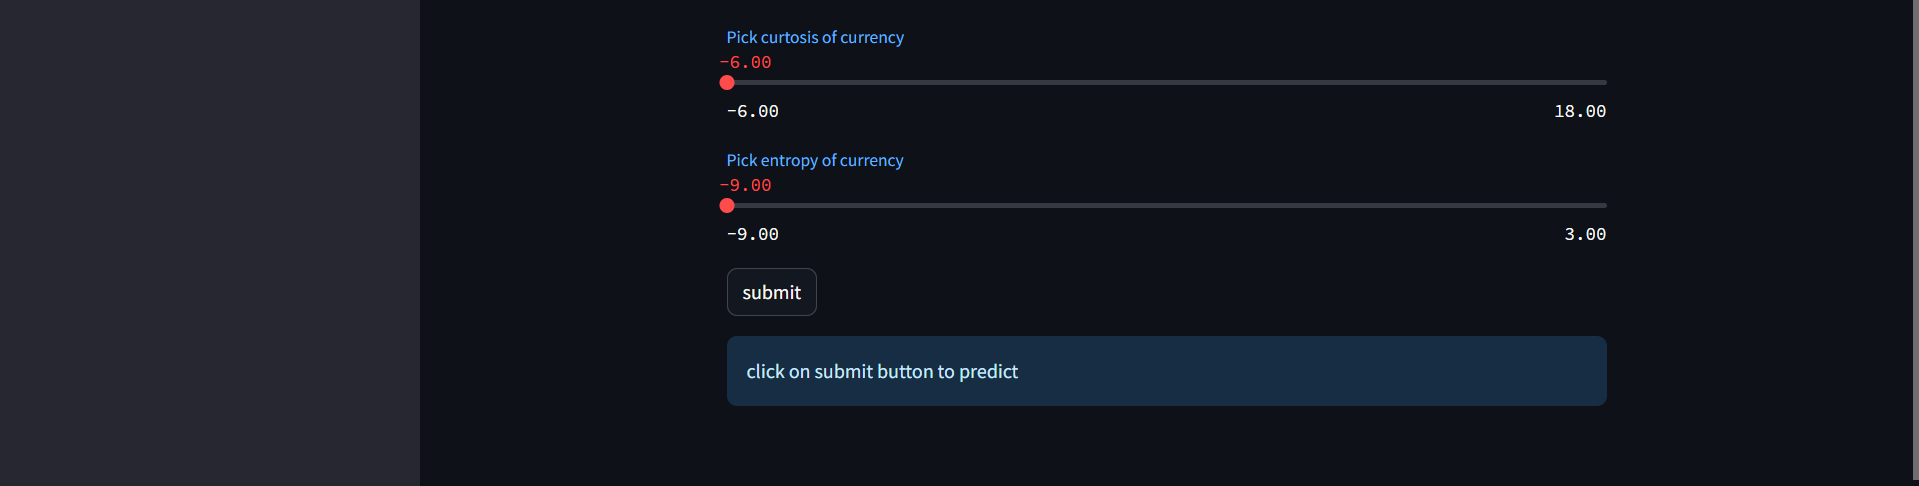 Pick curtosis of currency
-6.00
-6.00 18.00
Pick entropy of currency
-9.00
-9.00 3.00
submit
click on submit button to predict